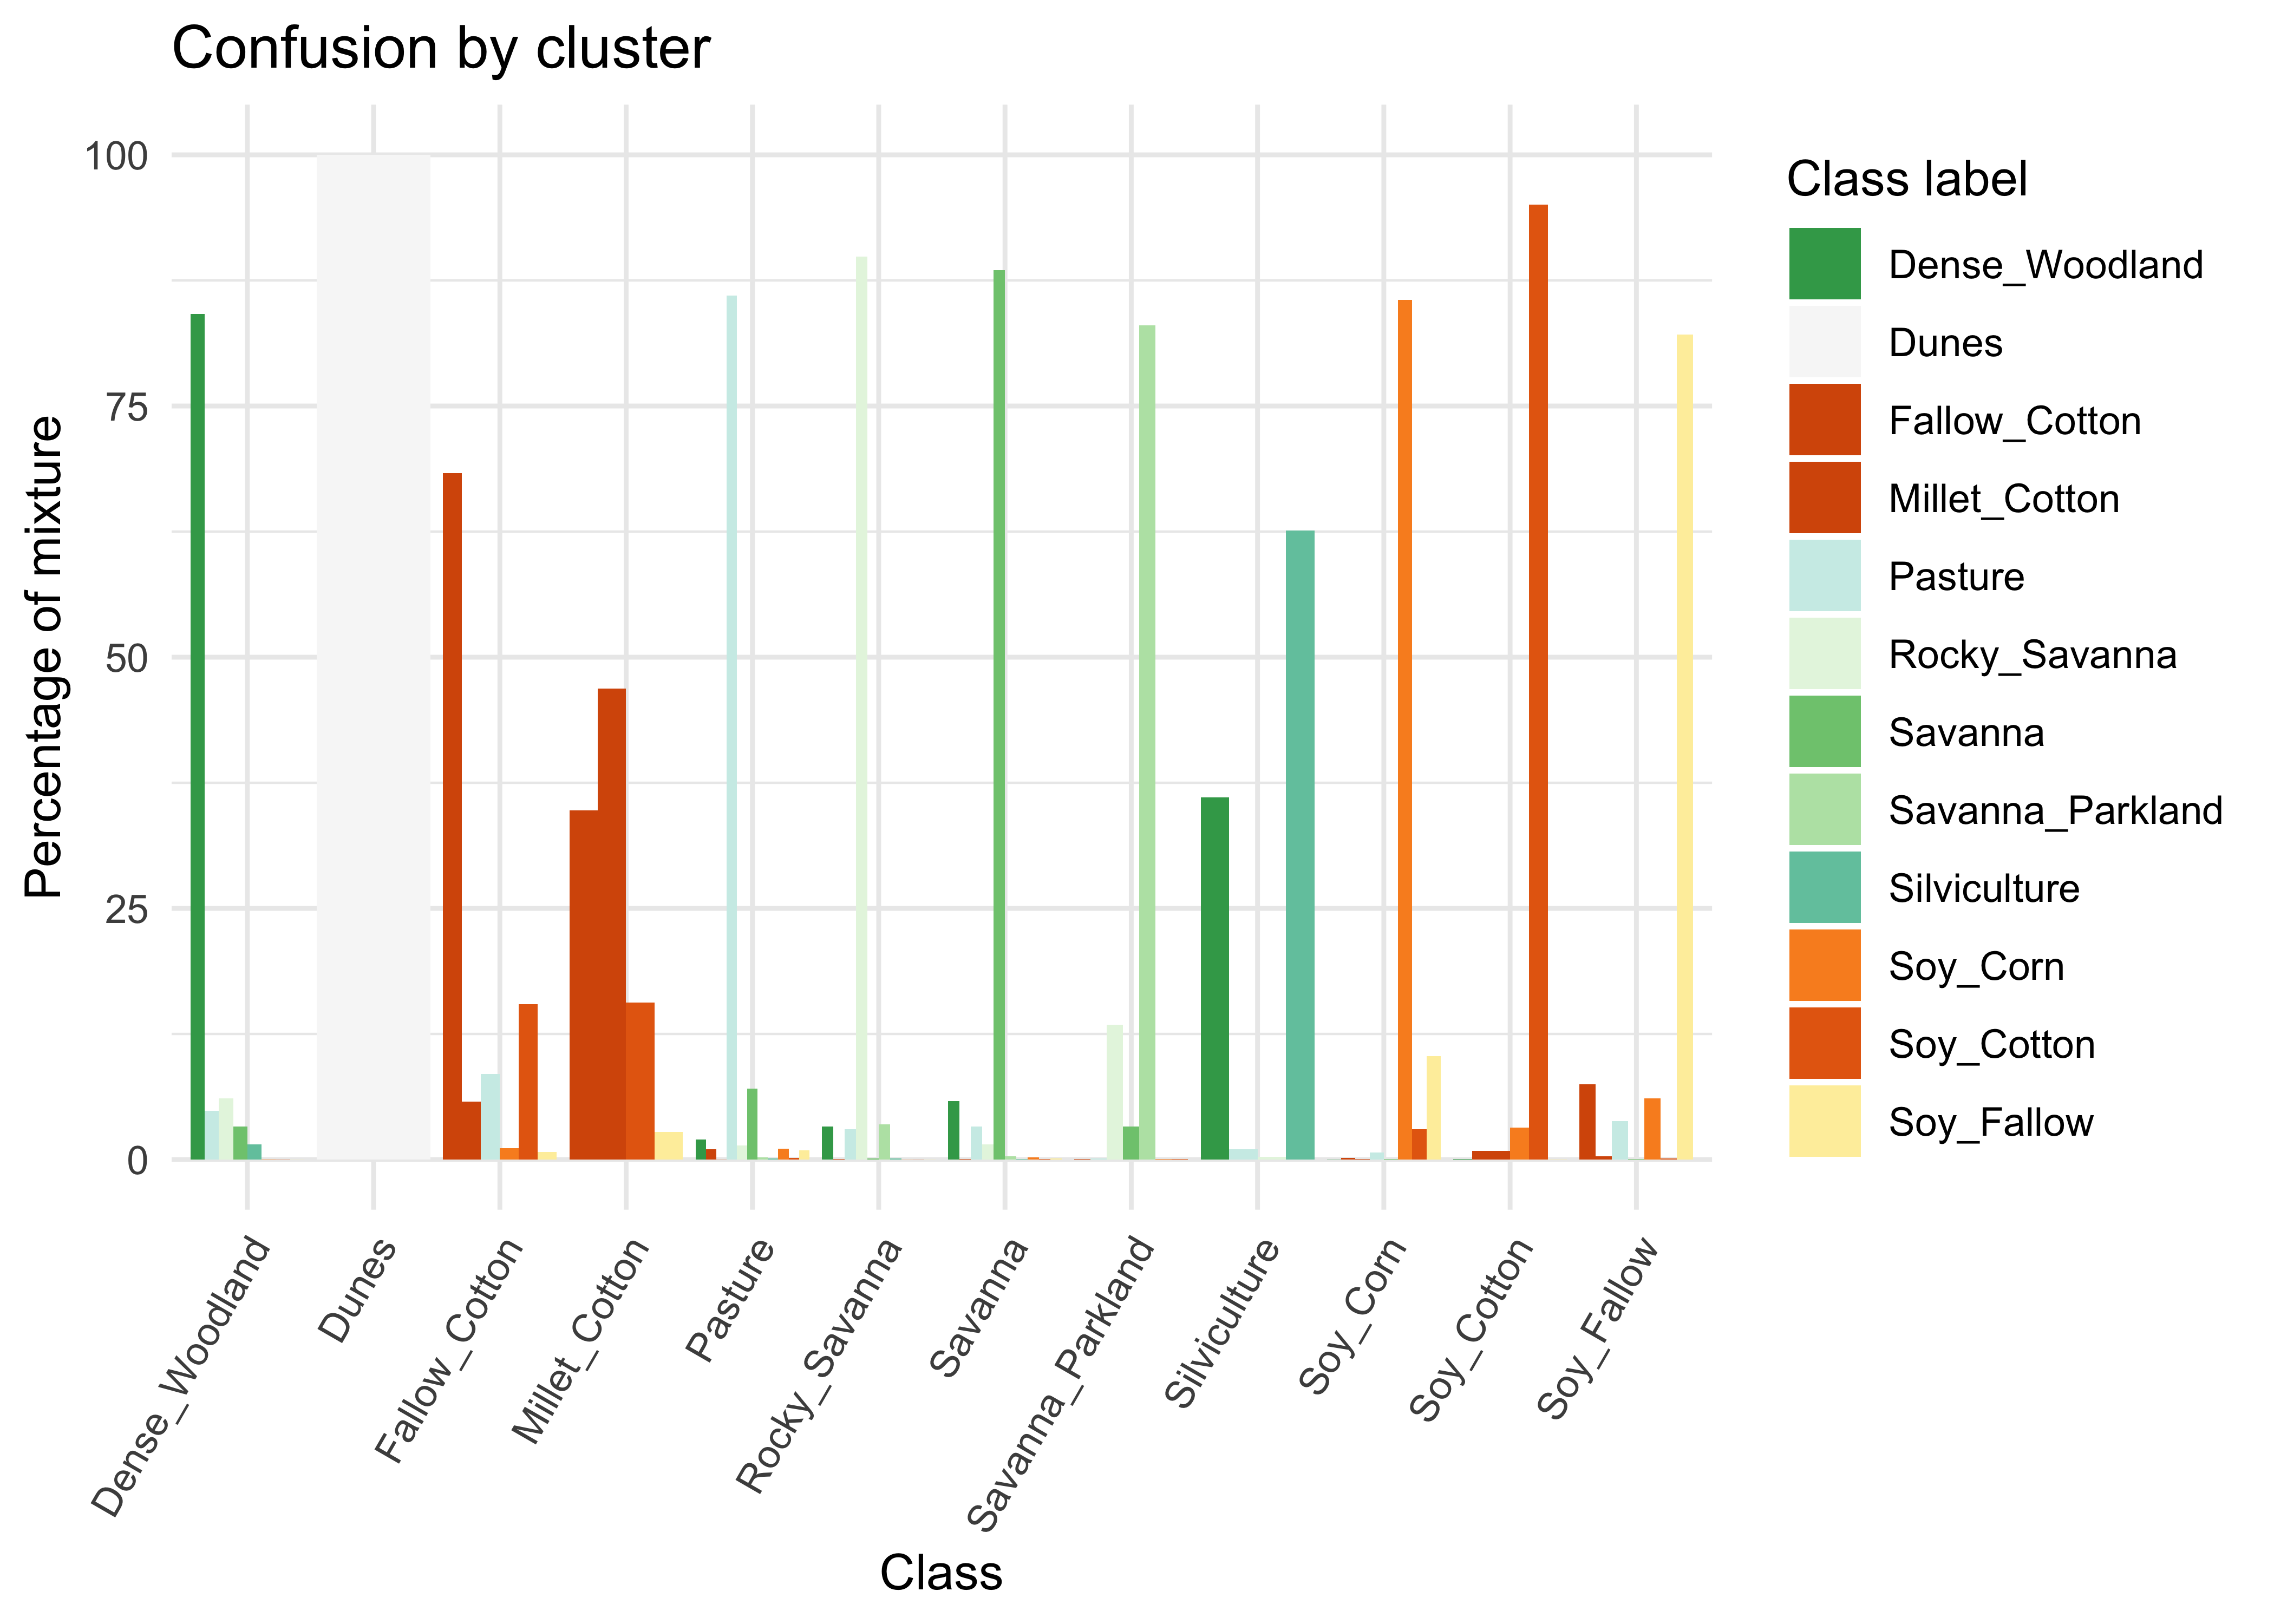 Confusion by cluster
Percentage of mixture
100
75
50
25
0
Dense_Woodland
Dunes
Fallow_Cotton
Millet_Cotton
Pasture
Rocky_Savanna
Savanna
Savanna_Parkland
Silviculture
Soy_Corn
Soy_Cotton
Soy_Fallow
Class
Class label
Dense_Woodland
Dunes
Fallow_Cotton
Millet_Cotton
Pasture
Rocky_Savanna
Savanna
Savanna_Parkland
Silviculture
Soy_Corn
Soy_Cotton
Soy_Fallow